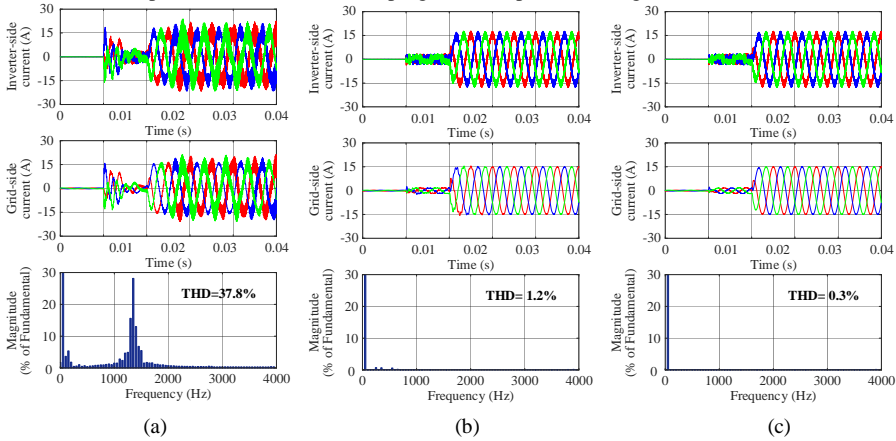 30
15
0
-15
-30
Inverter-side
current (A)
0 0.01 0.02 0.03 0.04
Time (s)
30
15
0
-15
-30
Inverter-side
current (A)
0 0.01 0.02 0.03 0.04
Time (s)
30
15
0
-15
-30
Inverter-side
current (A)
0 0.01 0.02 0.03 0.04
Time (s)
30
15
0
-15
-30
Grid-side
current (A)
0 0.01 0.02 0.03 0.04
Time (s)
30
15
0
-15
-30
Grid-side
current (A)
0 0.01 0.02 0.03 0.04
Time (s)
30
15
0
-15
-30
Grid-side
current (A)
0 0.01 0.02 0.03 0.04
Time (s)
30
20
10
0
Magnitude
(% of Fundamental)
THD=37.8%
0 1000 2000 3000 4000
Frequency (Hz)
30
20
10
0
Magnitude
(% of Fundamental)
THD= 1.2%
0 1000 2000 3000 4000
Frequency (Hz)
30
20
10
0
Magnitude
(% of Fundamental)
THD= 0.3%
0 1000 2000 3000 4000
Frequency (Hz)
(a) (b) (c)